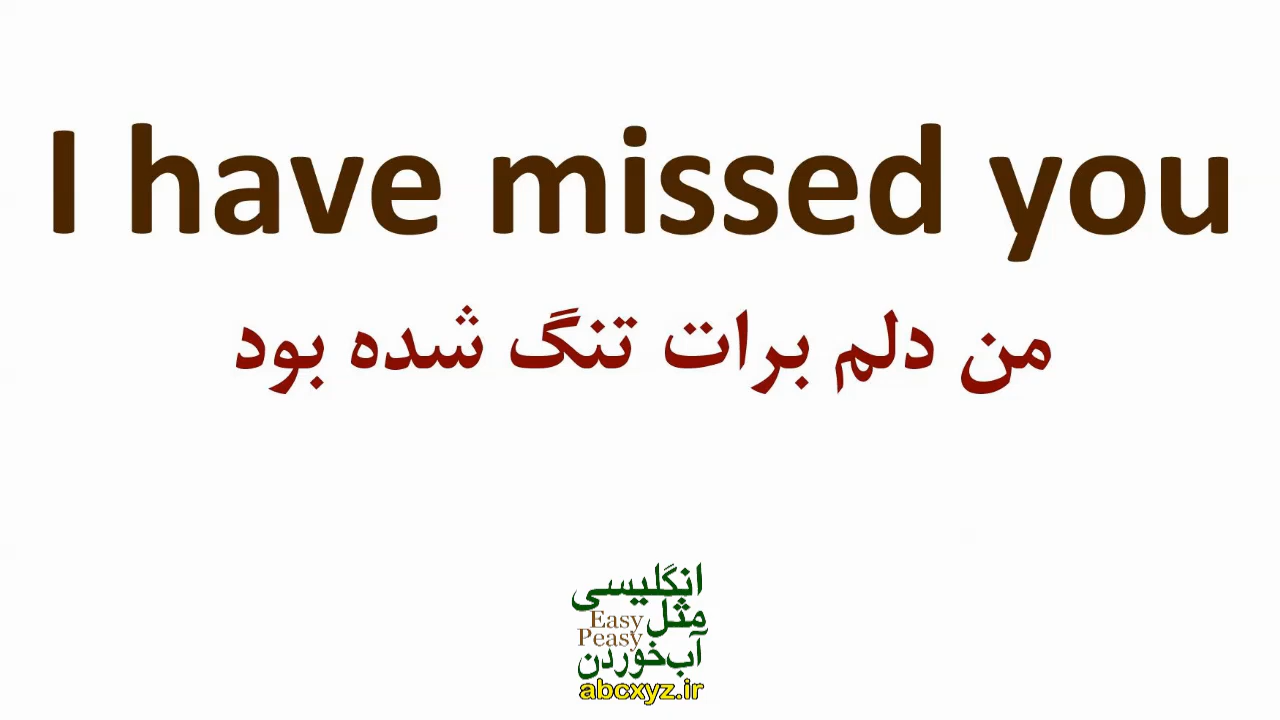 I have missed you
من دلم برات تنگ شده بود
انگلیسی
مثل
Easy
Peasy
آب‌خوردن
abcxyz.ir